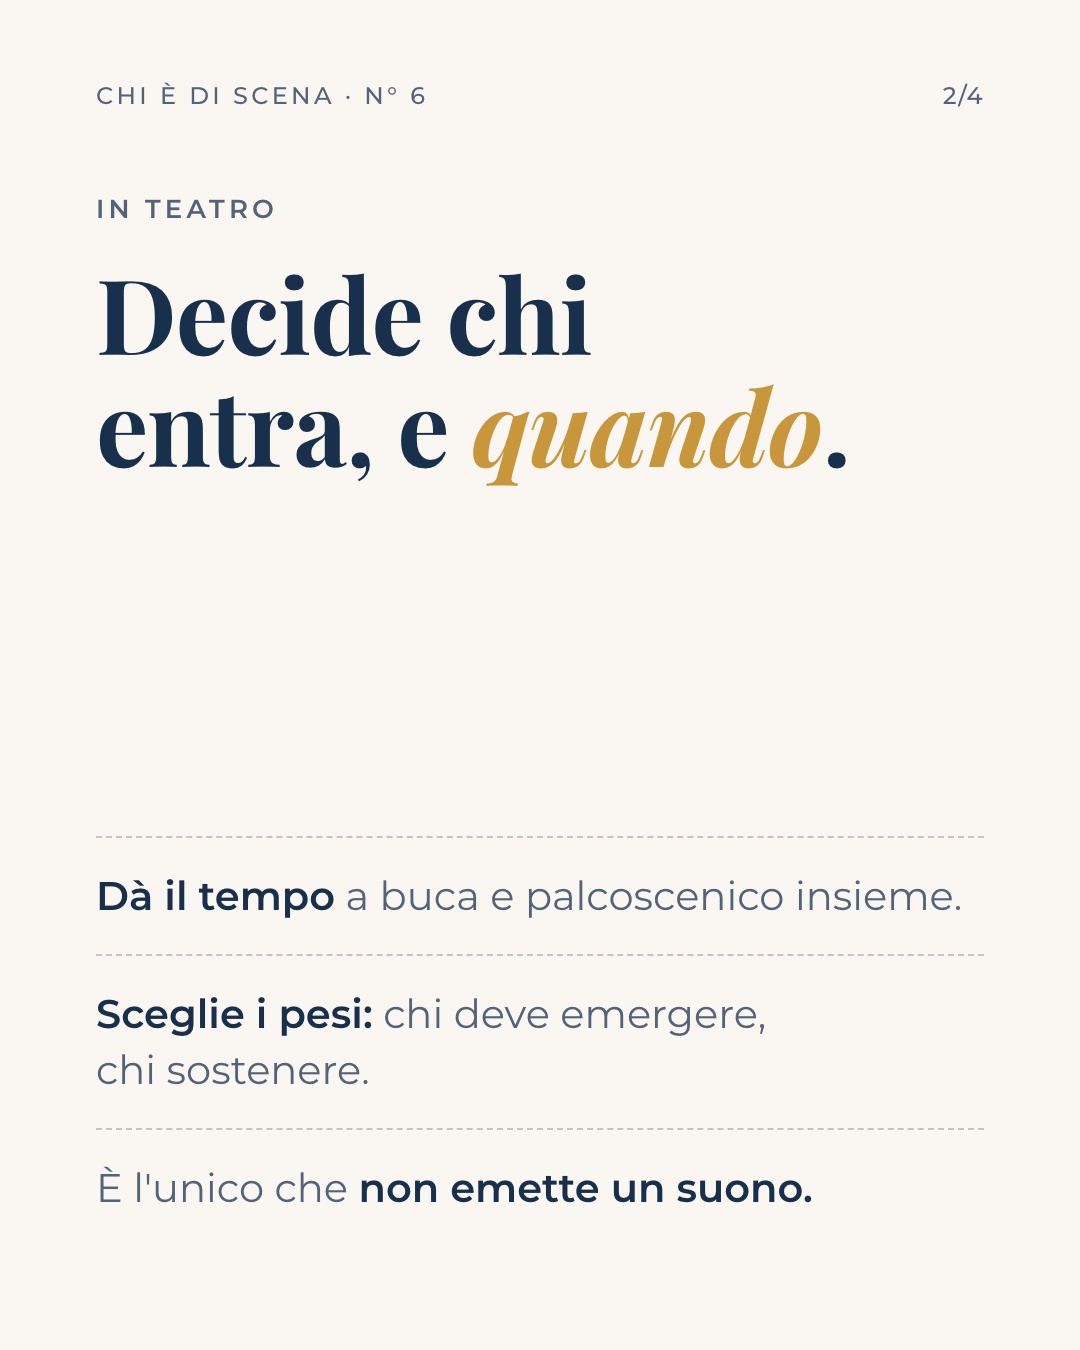 CHI È DI SCENA · N° 6
2/4
IN TEATRO
Decide chi
entra, e quando.
Dà il tempo a buca e palcoscenico insieme.
Sceglie i pesi: chi deve emergere,
chi sostenere.
È l'unico che non emette un suono.